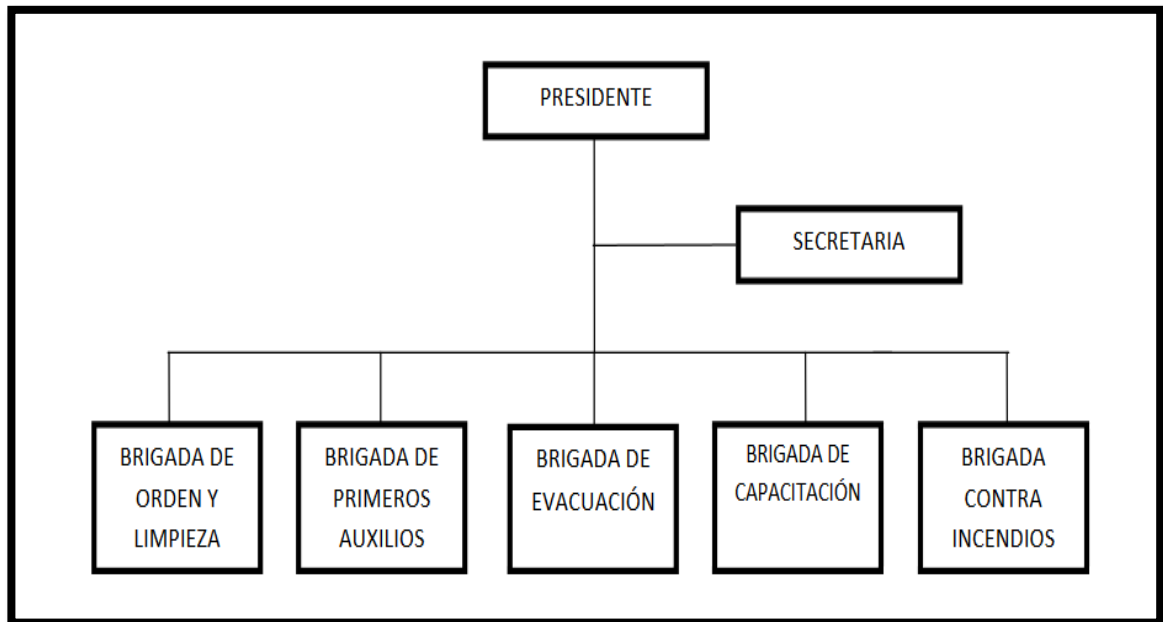 PRESIDENTE
SECRETARIA
BRIGADA DE
ORDEN Y
LIMPIEZA
BRIGADA DE
PRIMEROS
AUXILIOS
BRIGADA DE
EVACUACIÓN
BRIGADA DE
CAPACITACIÓN
BRIGADA
CONTRA
INCENDIOS